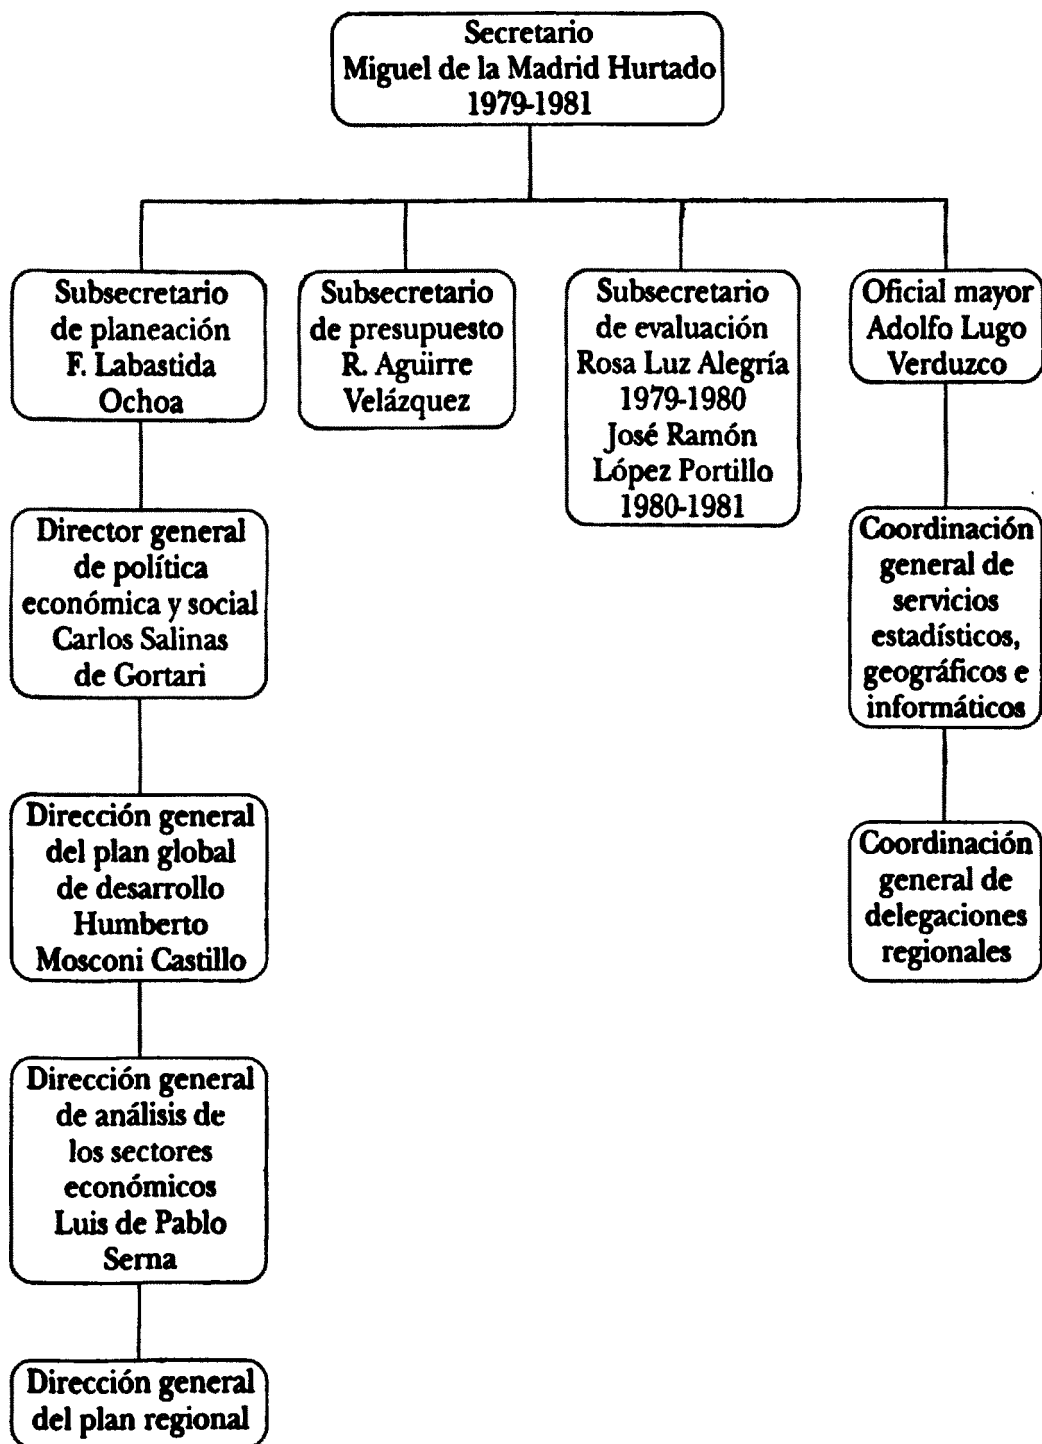 Secretario
Miguel de la Madrid Hurtado
1979-1981
Subsecretario
de planeación
F. Labastida
Ochoa
Subsecretario
de presupuesto
R. Aguirre
Velázquez
Subsecretario
de evaluación
Rosa Luz Alegría
1979-1980
José Ramón
López Portillo
1980-1981
Oficial mayor
Adolfo Lugo
Verduzco
Director general
de política
económica y social
Carlos Salinas
de Gortari
Coordinación
general de
servicios
estadísticos,
geográficos e
informáticos
Dirección general
del plan global
de desarrollo
Humberto
Mosconi Castillo
Coordinación
general de
delegaciones
regionales
Dirección general
de análisis de
los sectores
económicos
Luis de Pablo
Serna
Dirección general
del plan regional